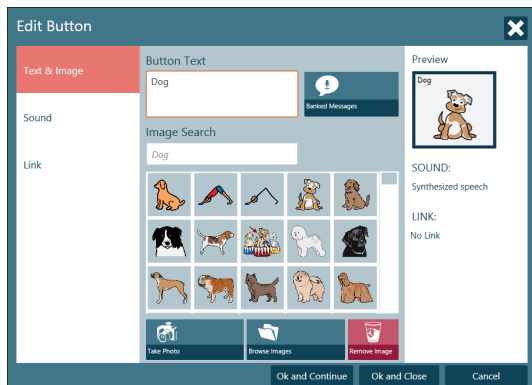 Edit Button
Text & Image
Sound
Link
Button Text
Dog
Banked Messages
Image Search
Dog
Take Photo
Browse Images
Remove Image
Preview
Dog
SOUND:
Synthesized speech
LINK:
No Link
Ok and Continue
Ok and Close
Cancel